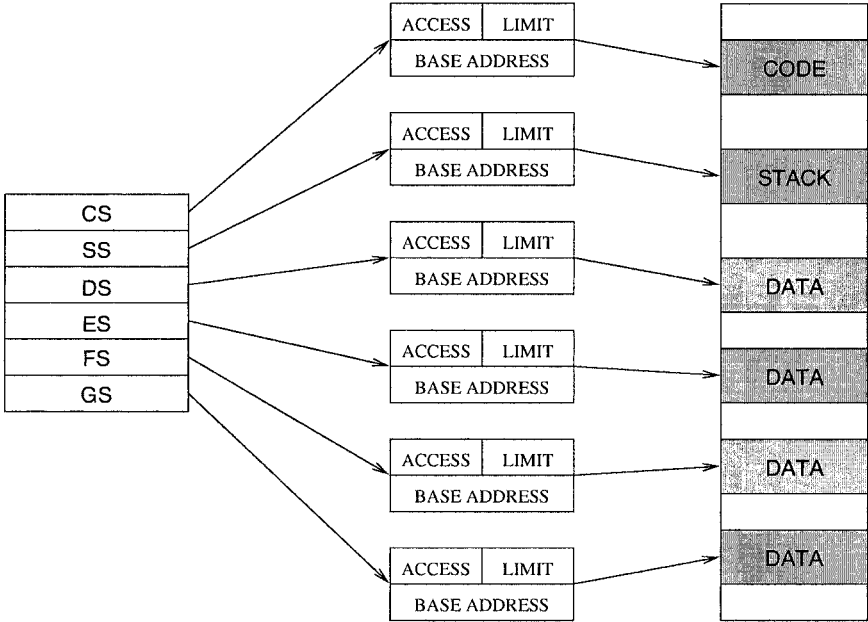 CS
SS
DS
ES
FS
GS
ACCESS LIMIT
BASE ADDRESS
ACCESS LIMIT
BASE ADDRESS
ACCESS LIMIT
BASE ADDRESS
ACCESS LIMIT
BASE ADDRESS
ACCESS LIMIT
BASE ADDRESS
ACCESS LIMIT
BASE ADDRESS
CODE
STACK
DATA
DATA
DATA
DATA